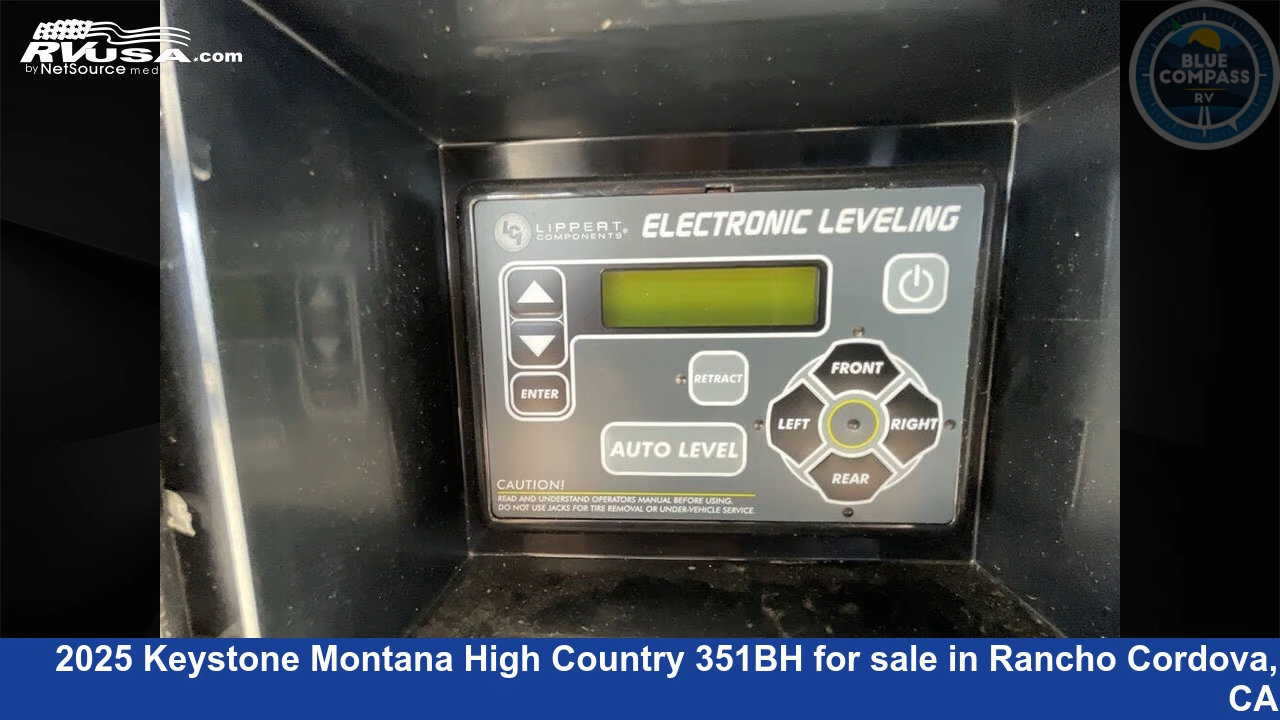 RVUSA.com
by NetSource media
BLUE
COMPASS
RV
LCI
LIPPERT
COMPONENTS®
ELECTRONIC LEVELING
ENTER
RETRACT
AUTO LEVEL
FRONT
LEFT
RIGHT
REAR
CAUTION!
READ AND UNDERSTAND OPERATORS MANUAL BEFORE USING.
DO NOT USE JACKS FOR TIRE REMOVAL OR UNDER-VEHICLE SERVICE.
2025 Keystone Montana High Country 351BH for sale in Rancho Cordova,
CA